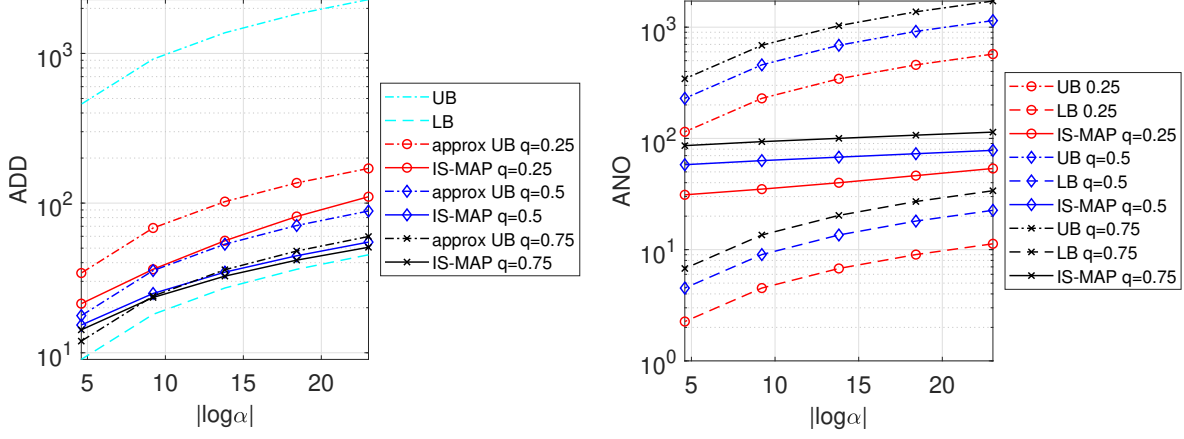 10³
10²
10¹
ADD
5
10
15
20
|logα|
UB
LB
approx UB q=0.25
IS-MAP q=0.25
approx UB q=0.5
IS-MAP q=0.5
approx UB q=0.75
IS-MAP q=0.75
10³
10²
10¹
10⁰
ANO
5
10
15
20
|logα|
UB 0.25
LB 0.25
IS-MAP q=0.25
UB q=0.5
LB q=0.5
IS-MAP q=0.5
UB q=0.75
LB q=0.75
IS-MAP q=0.75